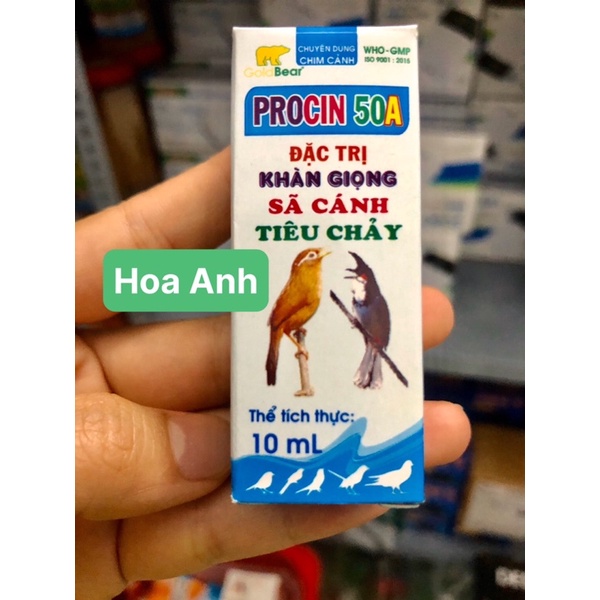 GoldBear
CHUYÊN DÙNG
CHIM CẢNH
WHO-GMP
ISO 9001 : 2015
PROCIN 50A
ĐẶC TRỊ
KHÀN GIỌNG
SÃ CÁNH
TIÊU CHẢY
Hoa Anh
Thể tích thực:
10 mL